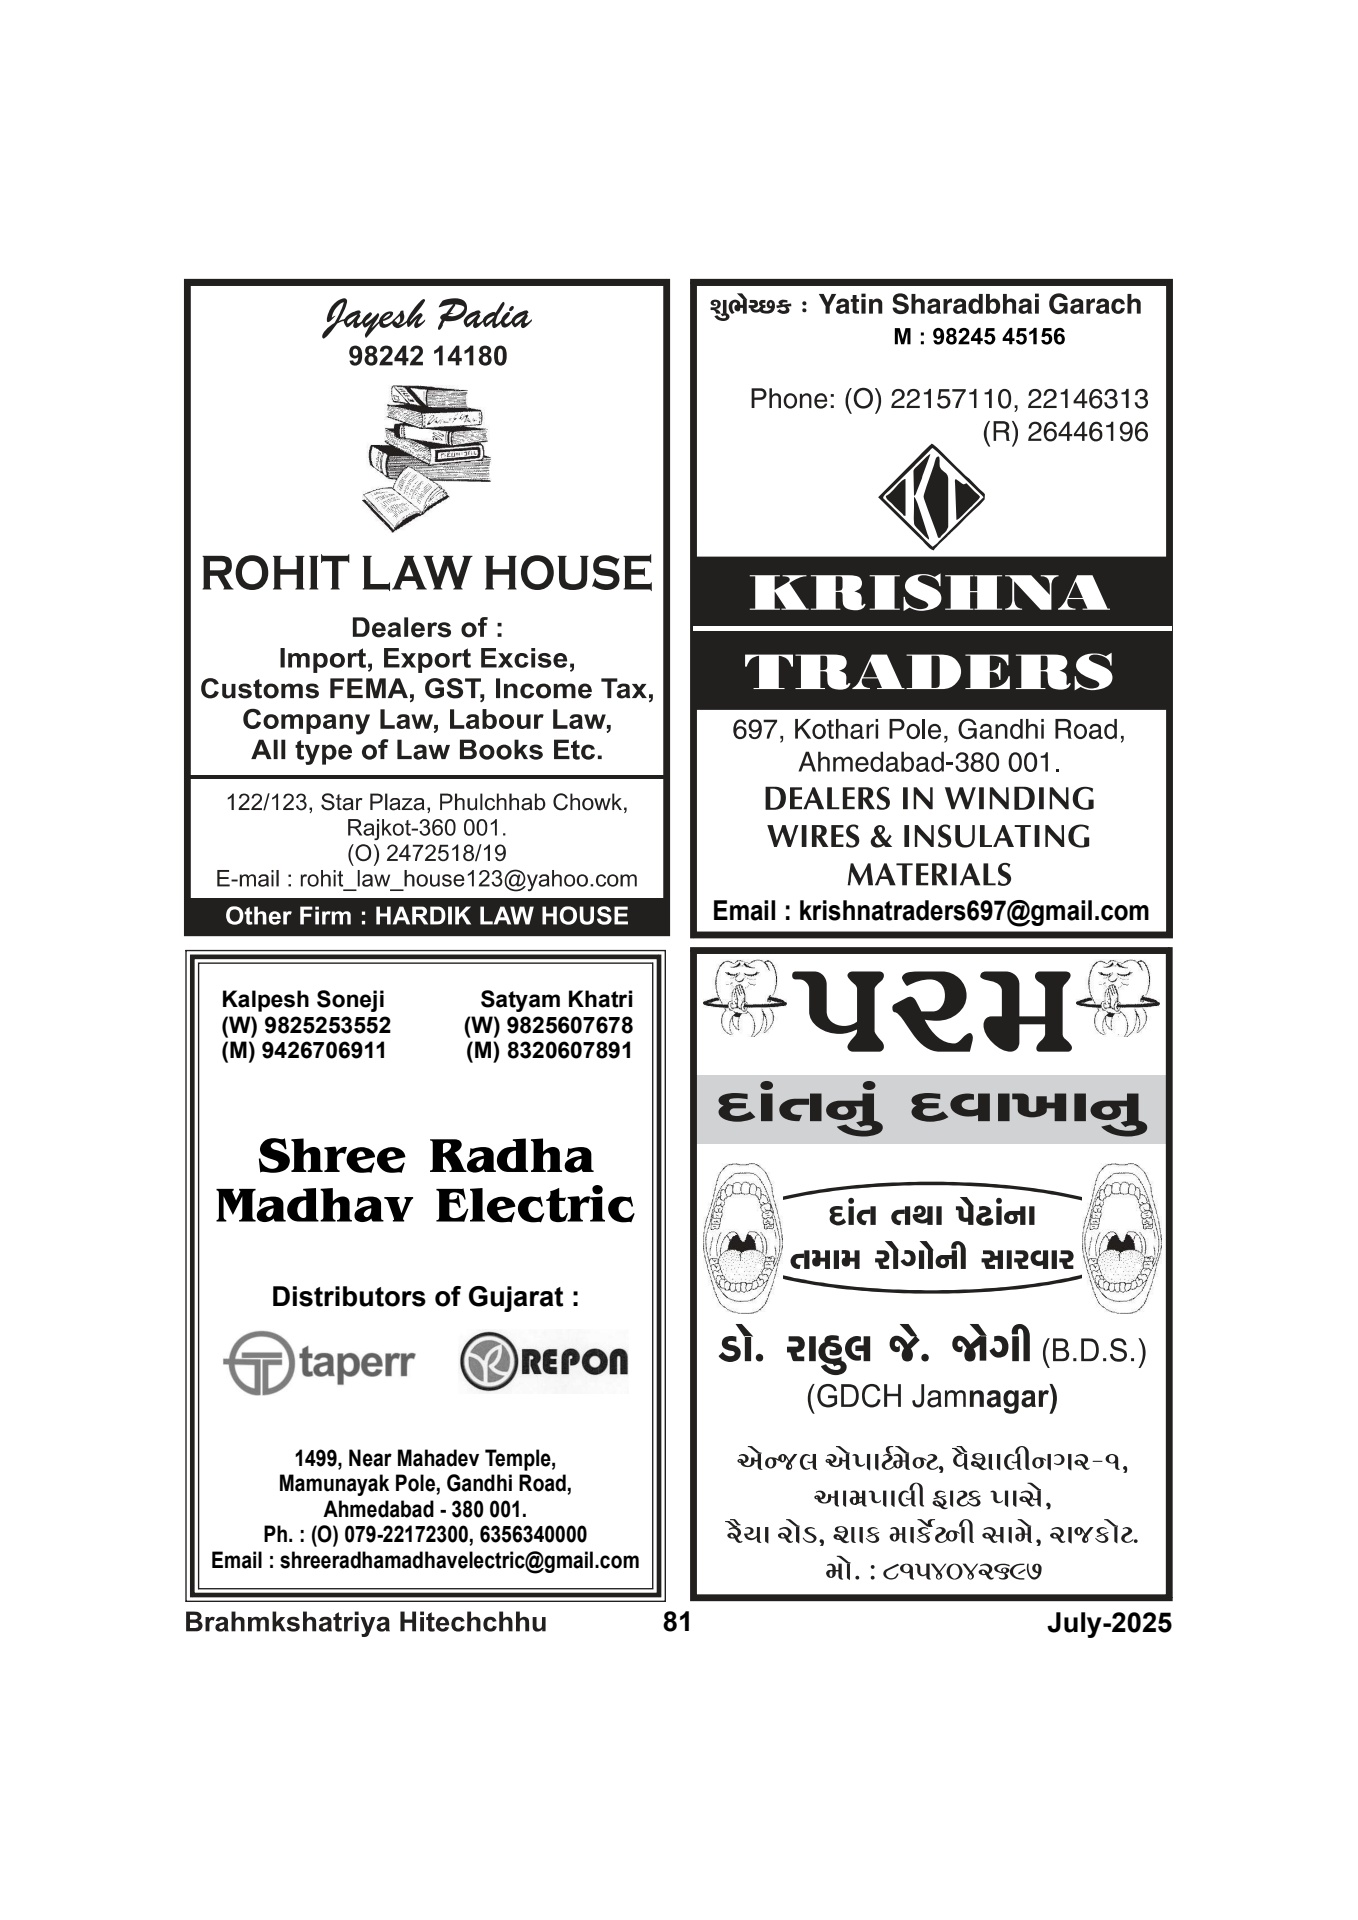 Jayesh Padia
98242 14180
ROHIT LAW HOUSE
Dealers of :
Import, Export Excise,
Customs FEMA, GST, Income Tax,
Company Law, Labour Law,
All type of Law Books Etc.
122/123, Star Plaza, Phulchhab Chowk,
Rajkot-360 001.
(O) 2472518/19
E-mail : rohit_law_house123@yahoo.com
Other Firm : HARDIK LAW HOUSE
શુભેચ્છક : Yatin Sharadbhai Garach
M : 98245 45156
Phone: (O) 22157110, 22146313
(R) 26446196
KT
KRISHNA
TRADERS
697, Kothari Pole, Gandhi Road,
Ahmedabad-380 001.
DEALERS IN WINDING
WIRES & INSULATING
MATERIALS
Email : krishnatraders697@gmail.com
Kalpesh Soneji
(W) 9825253552
(M) 9426706911
Satyam Khatri
(W) 9825607678
(M) 8320607891
Shree Radha
Madhav Electric
Distributors of Gujarat :
taperr
REPON
1499, Near Mahadev Temple,
Mamunayak Pole, Gandhi Road,
Ahmedabad - 380 001.
Ph. : (O) 079-22172300, 6356340000
Email : shreeradhamadhavelectric@gmail.com
પરમ
દાંતનું દવાખાનુ
દાંત તથા પેઢાંના
તમામ રોગોની સારવાર
ડો. રાહુલ જે. જોગી (B.D.S.)
(GDCH Jamnagar)
એન્જલ એપાર્ટમેન્ટ, વૈશાલીનગર-૧,
આમ્રપાલી ફાટક પાસે,
રૈયા રોડ, શાક માર્કેટની સામે, રાજકોટ.
મો. : ૮૧૫૪૦૪૨૬૯૭
Brahmkshatriya Hitechchhu
81
July-2025